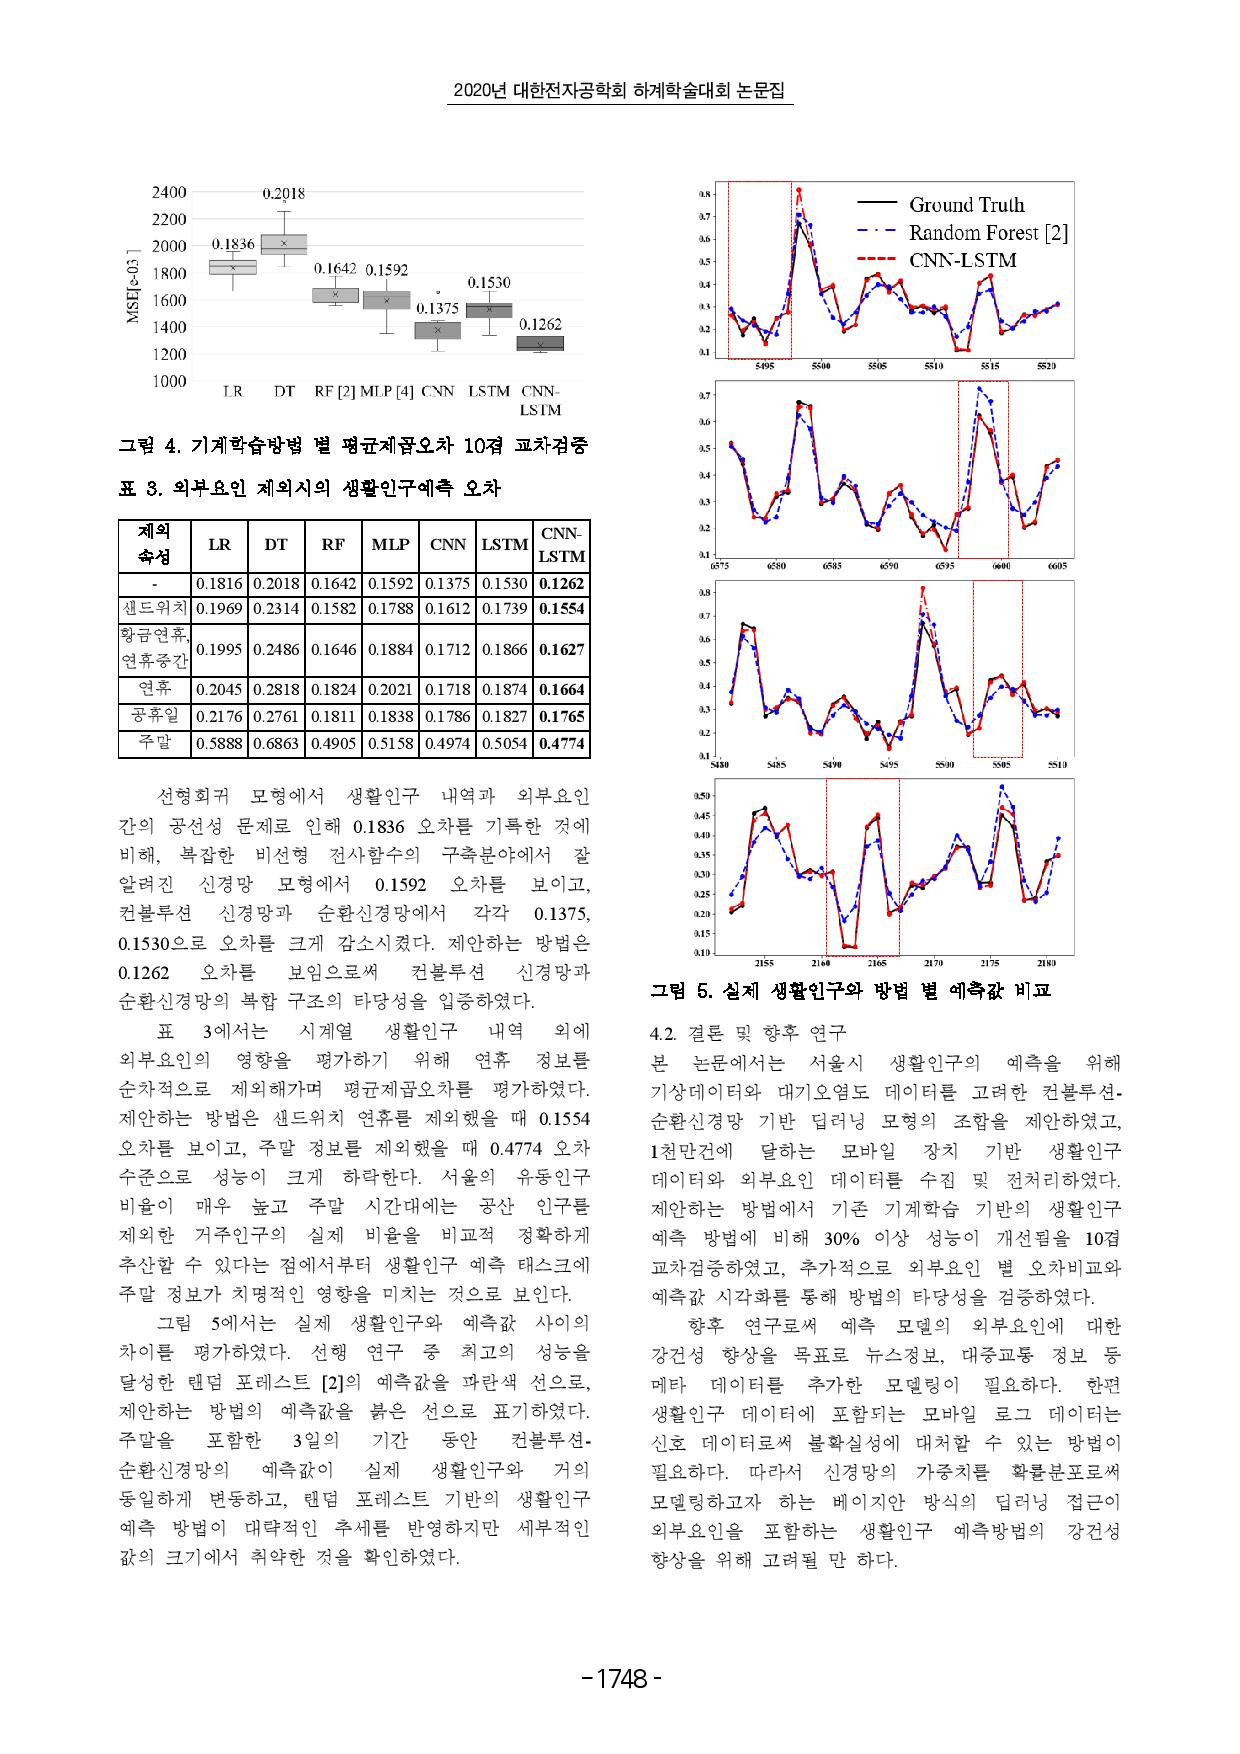 2020년 대한전자공학회 하계학술대회 논문집
2400
2200
2000
1800
1600
1400
1200
1000
MSE[e-03 ]
0.1836
0.2018
0.1642
0.1592
0.1375
0.1530
0.1262
LR DT RF [2] MLP [4] CNN LSTM CNN-
LSTM
그림 4. 기계학습방법 별 평균제곱오차 10겹 교차검증
표 3. 외부요인 제외시의 생활인구예측 오차
제외
속성 LR DT RF MLP CNN LSTM CNN-
LSTM
- 0.1816 0.2018 0.1642 0.1592 0.1375 0.1530 0.1262
샌드위치 0.1969 0.2314 0.1582 0.1788 0.1612 0.1739 0.1554
황금연휴,
연휴중간 0.1995 0.2486 0.1646 0.1884 0.1712 0.1866 0.1627
연휴 0.2045 0.2818 0.1824 0.2021 0.1718 0.1874 0.1664
공휴일 0.2176 0.2761 0.1811 0.1838 0.1786 0.1827 0.1765
주말 0.5888 0.6863 0.4905 0.5158 0.4974 0.5054 0.4774
선형회귀 모형에서 생활인구 내역과 외부요인
간의 공선성 문제로 인해 0.1836 오차를 기록한 것에
비해, 복잡한 비선형 전사함수의 구축분야에서 잘
알려진 신경망 모형에서 0.1592 오차를 보이고,
컨볼루션 신경망과 순환신경망에서 각각 0.1375,
0.1530으로 오차를 크게 감소시켰다. 제안하는 방법은
0.1262 오차를 보임으로써 컨볼루션 신경망과
순환신경망의 복합 구조의 타당성을 입증하였다.
표 3에서는 시계열 생활인구 내역 외에
외부요인의 영향을 평가하기 위해 연휴 정보를
순차적으로 제외해가며 평균제곱오차를 평가하였다.
제안하는 방법은 샌드위치 연휴를 제외했을 때 0.1554
오차를 보이고, 주말 정보를 제외했을 때 0.4774 오차
수준으로 성능이 크게 하락한다. 서울의 유동인구
비율이 매우 높고 주말 시간대에는 공산 인구를
제외한 거주인구의 실제 비율을 비교적 정확하게
추산할 수 있다는 점에서부터 생활인구 예측 태스크에
주말 정보가 치명적인 영향을 미치는 것으로 보인다.
그림 5에서는 실제 생활인구와 예측값 사이의
차이를 평가하였다. 선행 연구 중 최고의 성능을
달성한 랜덤 포레스트 [2]의 예측값을 파란색 선으로,
제안하는 방법의 예측값을 붉은 선으로 표기하였다.
주말을 포함한 3일의 기간 동안 컨볼루션-
순환신경망의 예측값이 실제 생활인구와 거의
동일하게 변동하고, 랜덤 포레스트 기반의 생활인구
예측 방법이 대략적인 추세를 반영하지만 세부적인
값의 크기에서 취약한 것을 확인하였다.
0.8
0.7
0.6
0.5
0.4
0.3
0.2
0.1
Ground Truth
Random Forest [2]
CNN-LSTM
5495 5500 5505 5510 5515 5520
0.7
0.6
0.5
0.4
0.3
0.2
0.1
6575 6580 6585 6590 6595 6600 6605
0.8
0.7
0.6
0.5
0.4
0.3
0.2
0.1
5480 5485 5490 5495 5500 5505 5510
0.50
0.45
0.40
0.35
0.30
0.25
0.20
0.15
0.10
2155 2160 2165 2170 2175 2180
그림 5. 실제 생활인구와 방법 별 예측값 비교
4.2. 결론 및 향후 연구
본 논문에서는 서울시 생활인구의 예측을 위해
기상데이터와 대기오염도 데이터를 고려한 컨볼루션-
순환신경망 기반 딥러닝 모형의 조합을 제안하였고,
1천만건에 달하는 모바일 장치 기반 생활인구
데이터와 외부요인 데이터를 수집 및 전처리하였다.
제안하는 방법에서 기존 기계학습 기반의 생활인구
예측 방법에 비해 30% 이상 성능이 개선됨을 10겹
교차검증하였고, 추가적으로 외부요인 별 오차비교와
예측값 시각화를 통해 방법의 타당성을 검증하였다.
향후 연구로써 예측 모델의 외부요인에 대한
강건성 향상을 목표로 뉴스정보, 대중교통 정보 등
메타 데이터를 추가한 모델링이 필요하다. 한편
생활인구 데이터에 포함되는 모바일 로그 데이터는
신호 데이터로써 불확실성에 대처할 수 있는 방법이
필요하다. 따라서 신경망의 가중치를 확률분포로써
모델링하고자 하는 베이지안 방식의 딥러닝 접근이
외부요인을 포함하는 생활인구 예측방법의 강건성
향상을 위해 고려될 만 하다.
- 1748 -